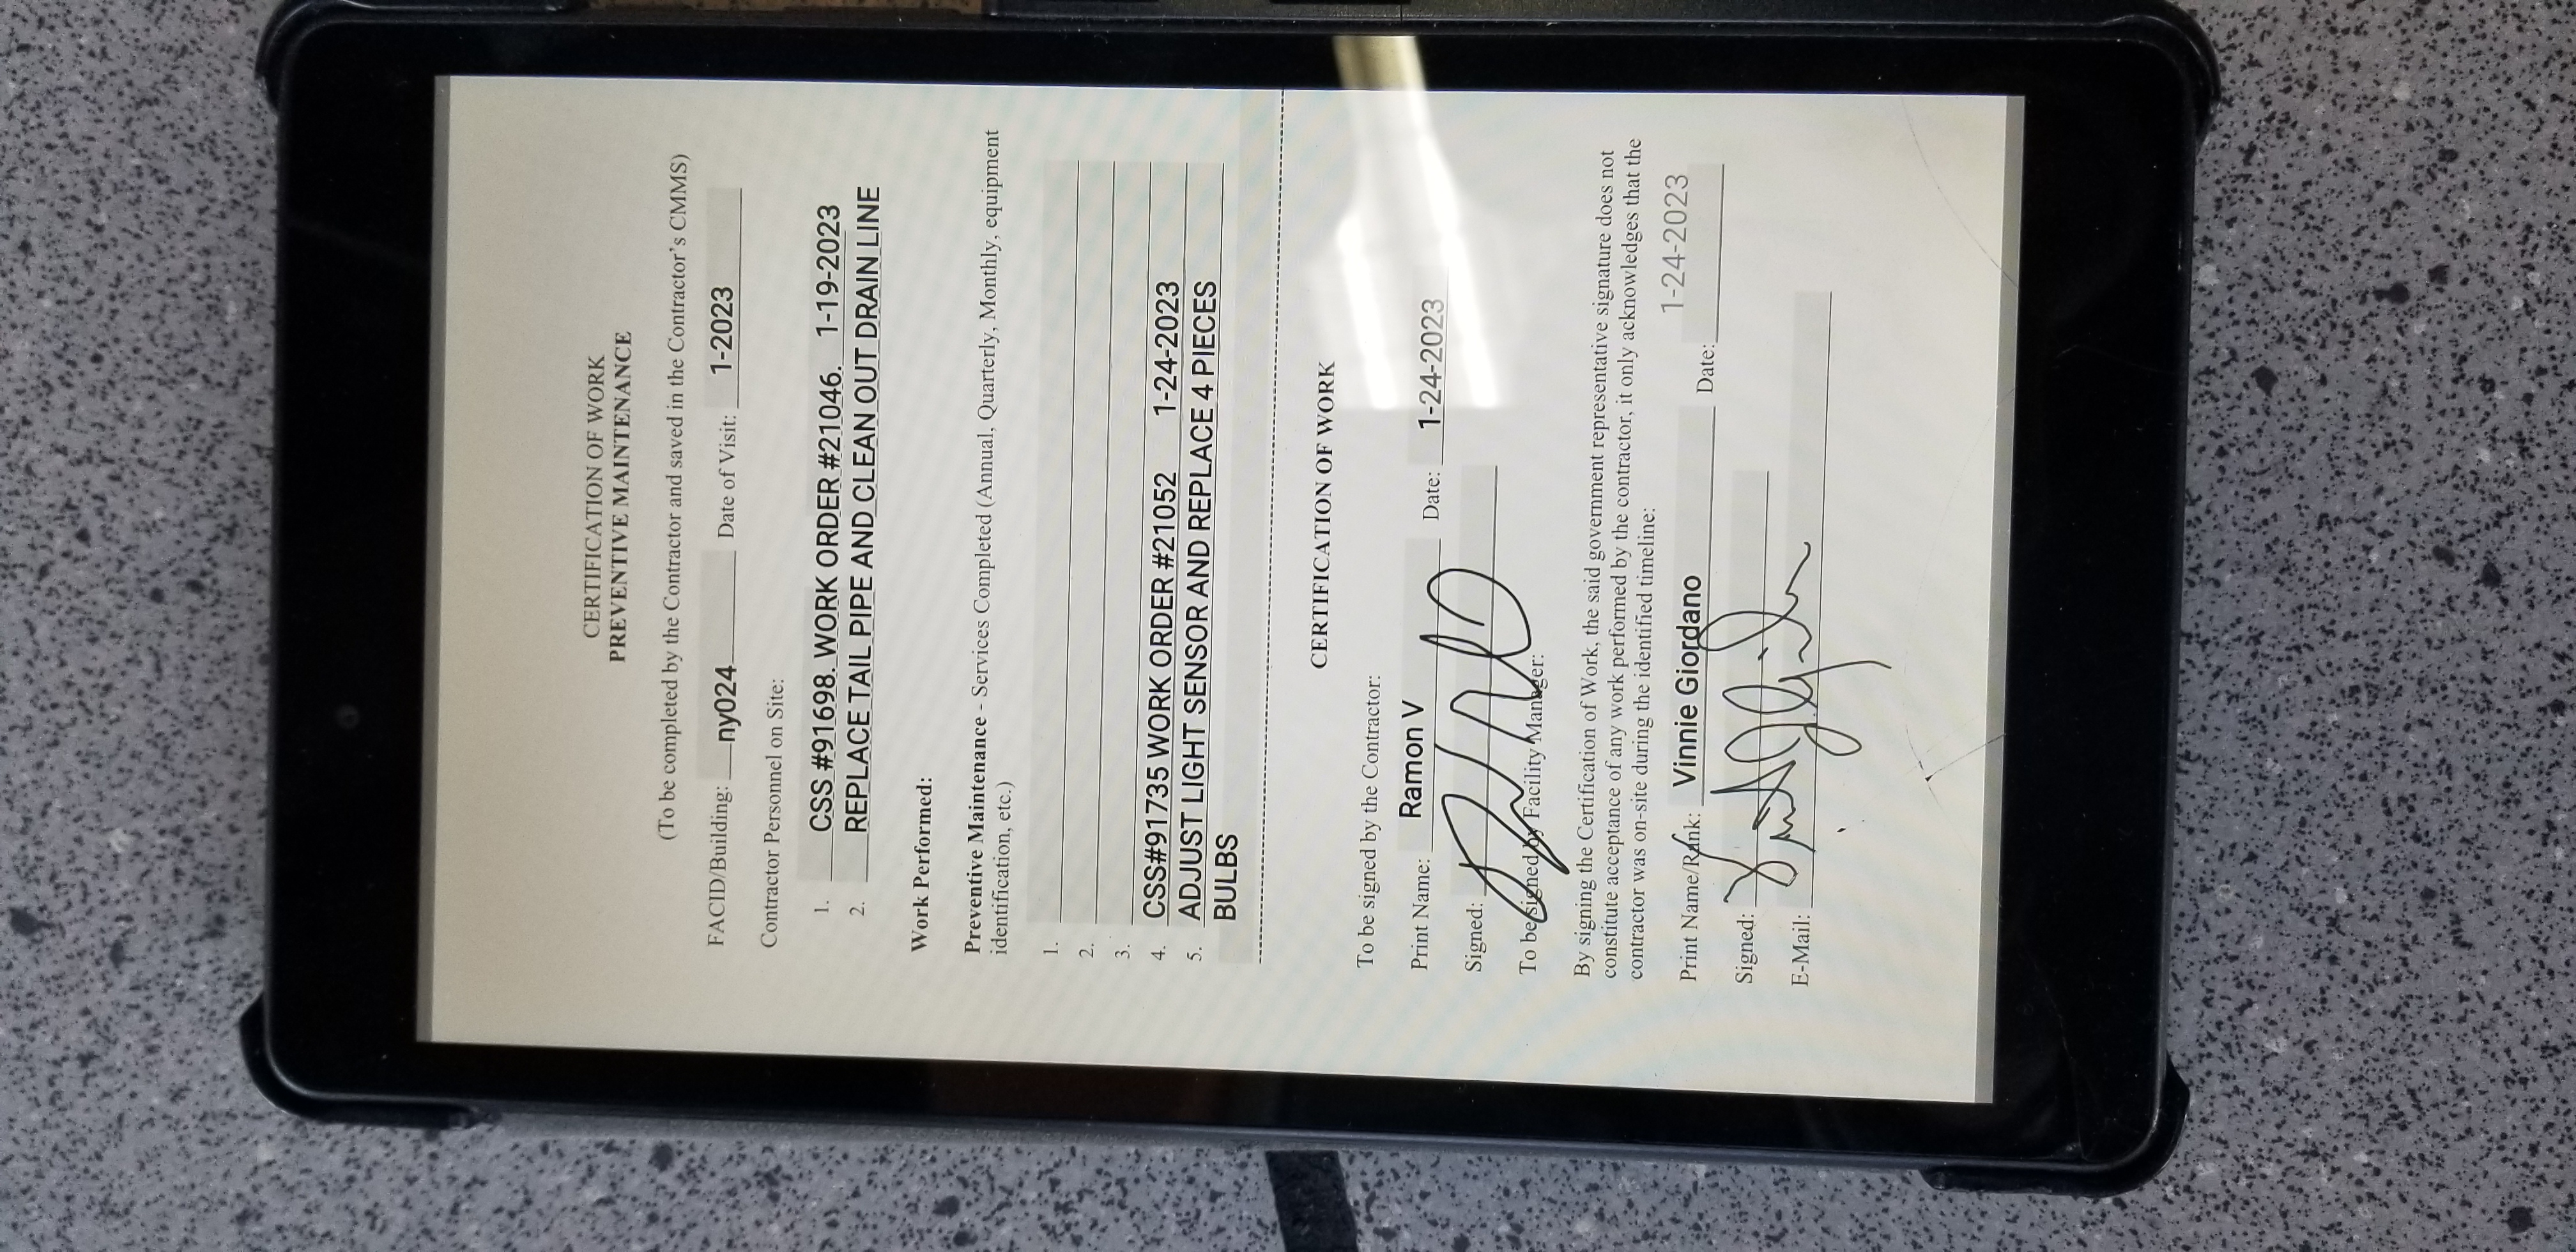 CERTIFICATION OF WORK
PREVENTIVE MAINTENANCE
(To be completed by the Contractor and saved in the Contractor's CMMS)
FACID/Building: ny024 Date of Visit: 1-2023
Contractor Personnel on Site:
1. CSS #91698. WORK ORDER #21046. 1-19-2023
2. REPLACE TAIL PIPE AND CLEAN OUT DRAIN LINE
Work Performed:
Preventive Maintenance - Services Completed (Annual, Quarterly, Monthly, equipment
identification, etc.)
1.
2.
3.
4. CSS#91735 WORK ORDER #21052 1-24-2023
5. ADJUST LIGHT SENSOR AND REPLACE 4 PIECES
BULBS
CERTIFICATION OF WORK
To be signed by the Contractor:
Print Name: Ramon V Date: 1-24-2023
Signed:
To be signed by Facility Manager:
By signing the Certification of Work, the said government representative signature does not
constitute acceptance of any work performed by the contractor, it only acknowledges that the
contractor was on-site during the identified timeline:
Print Name/Rank: Vinnie Giordano Date: 1-24-2023
Signed:
E-Mail: